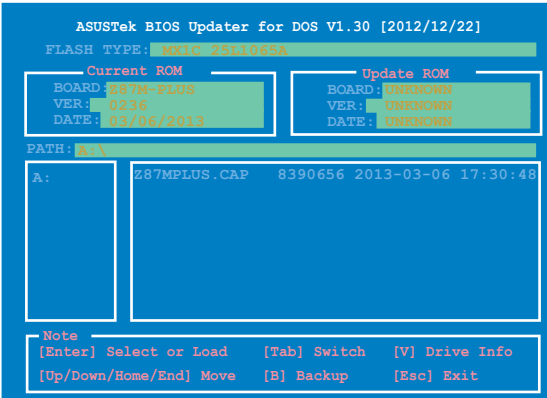 ASUSTek BIOS Updater for DOS V1.30 [2012/12/22]
FLASH TYPE: MX1C 25L1065A
Current ROM
BOARD: Z87M-PLUS
VER: 0236
DATE: 03/06/2013
Update ROM
BOARD: UNKNOWN
VER: UNKNOWN
DATE: UNKNOWN
PATH: A:\
A:
Z87MPLUS.CAP 8390656 2013-03-06 17:30:48
Note
[Enter] Select or Load [Tab] Switch [V] Drive Info
[Up/Down/Home/End] Move [B] Backup [Esc] Exit